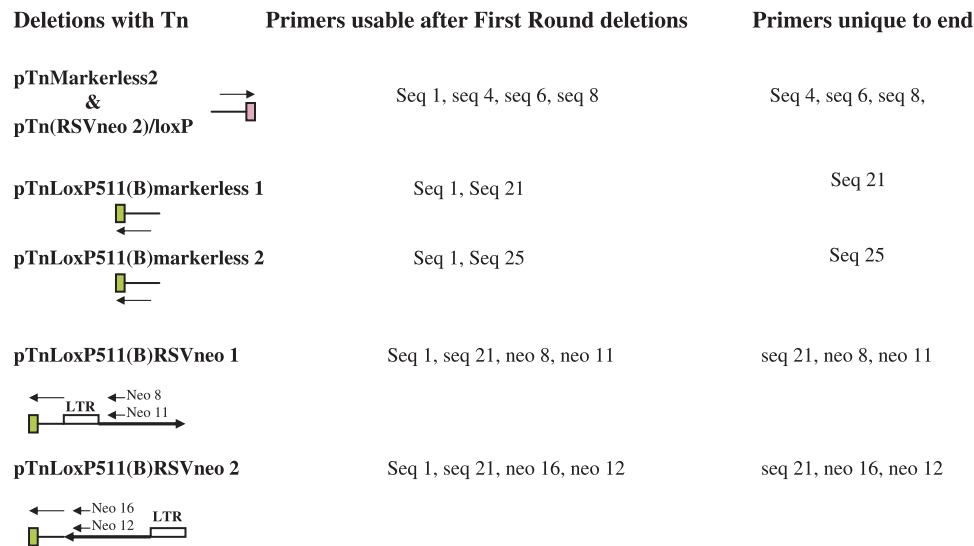 Deletions with Tn Primers usable after First Round deletions Primers unique to end
pTnMarkerless2
&
pTn(RSVneo 2)/loxP
Seq 1, seq 4, seq 6, seq 8 Seq 4, seq 6, seq 8,
pTnLoxP511(B)markerless 1 Seq 1, Seq 21 Seq 21
pTnLoxP511(B)markerless 2 Seq 1, Seq 25 Seq 25
pTnLoxP511(B)RSVneo 1 Seq 1, seq 21, neo 8, neo 11 seq 21, neo 8, neo 11
Neo 8
LTR
Neo 11
pTnLoxP511(B)RSVneo 2 Seq 1, seq 21, neo 16, neo 12 seq 21, neo 16, neo 12
Neo 16
LTR
Neo 12